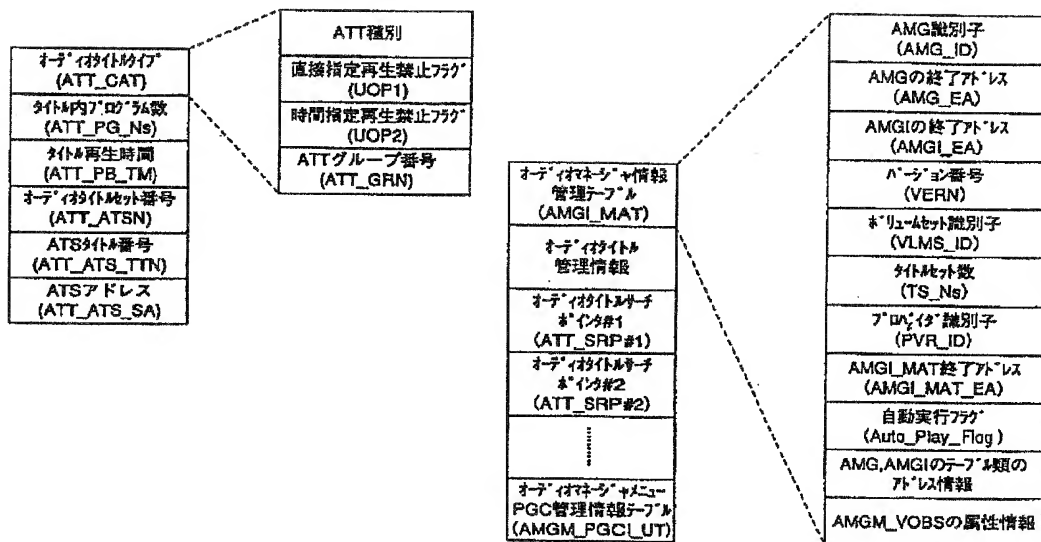 オーディオタイトルタイプ
(ATT_CAT)
タイトル内プログラム数
(ATT_PG_Ns)
タイトル再生時間
(ATT_PB_TM)
オーディオタイトルセット番号
(ATT_ATSN)
ATSタイトル番号
(ATT_ATS_TTN)
ATSアドレス
(ATT_ATS_SA)
ATT種別
直接指定再生禁止フラグ
(UOP1)
時間指定再生禁止フラグ
(UOP2)
ATTグループ番号
(ATT_GRN)
オーディオマネージャ情報
管理テーブル
(AMGI_MAT)
オーディオタイトル
管理情報
オーディオタイトルサーチ
ポインタ#1
(ATT_SRP#1)
オーディオタイトルサーチ
ポインタ#2
(ATT_SRP#2)
オーディオマネージャメニュー
PGC管理情報テーブル
(AMGM_PGCI_UT)
AMG識別子
(AMG_ID)
AMGの終了アドレス
(AMG_EA)
AMGIの終了アドレス
(AMGI_EA)
バージョン番号
(VERN)
ボリュームセット識別子
(VLMS_ID)
タイトルセット数
(TS_Ns)
プロバイダ識別子
(PVR_ID)
AMGI_MAT終了アドレス
(AMGI_MAT_EA)
自動実行フラグ
(Auto_Play_Flag)
AMG,AMGIのテーブル類の
アドレス情報
AMGM_VOBSの属性情報